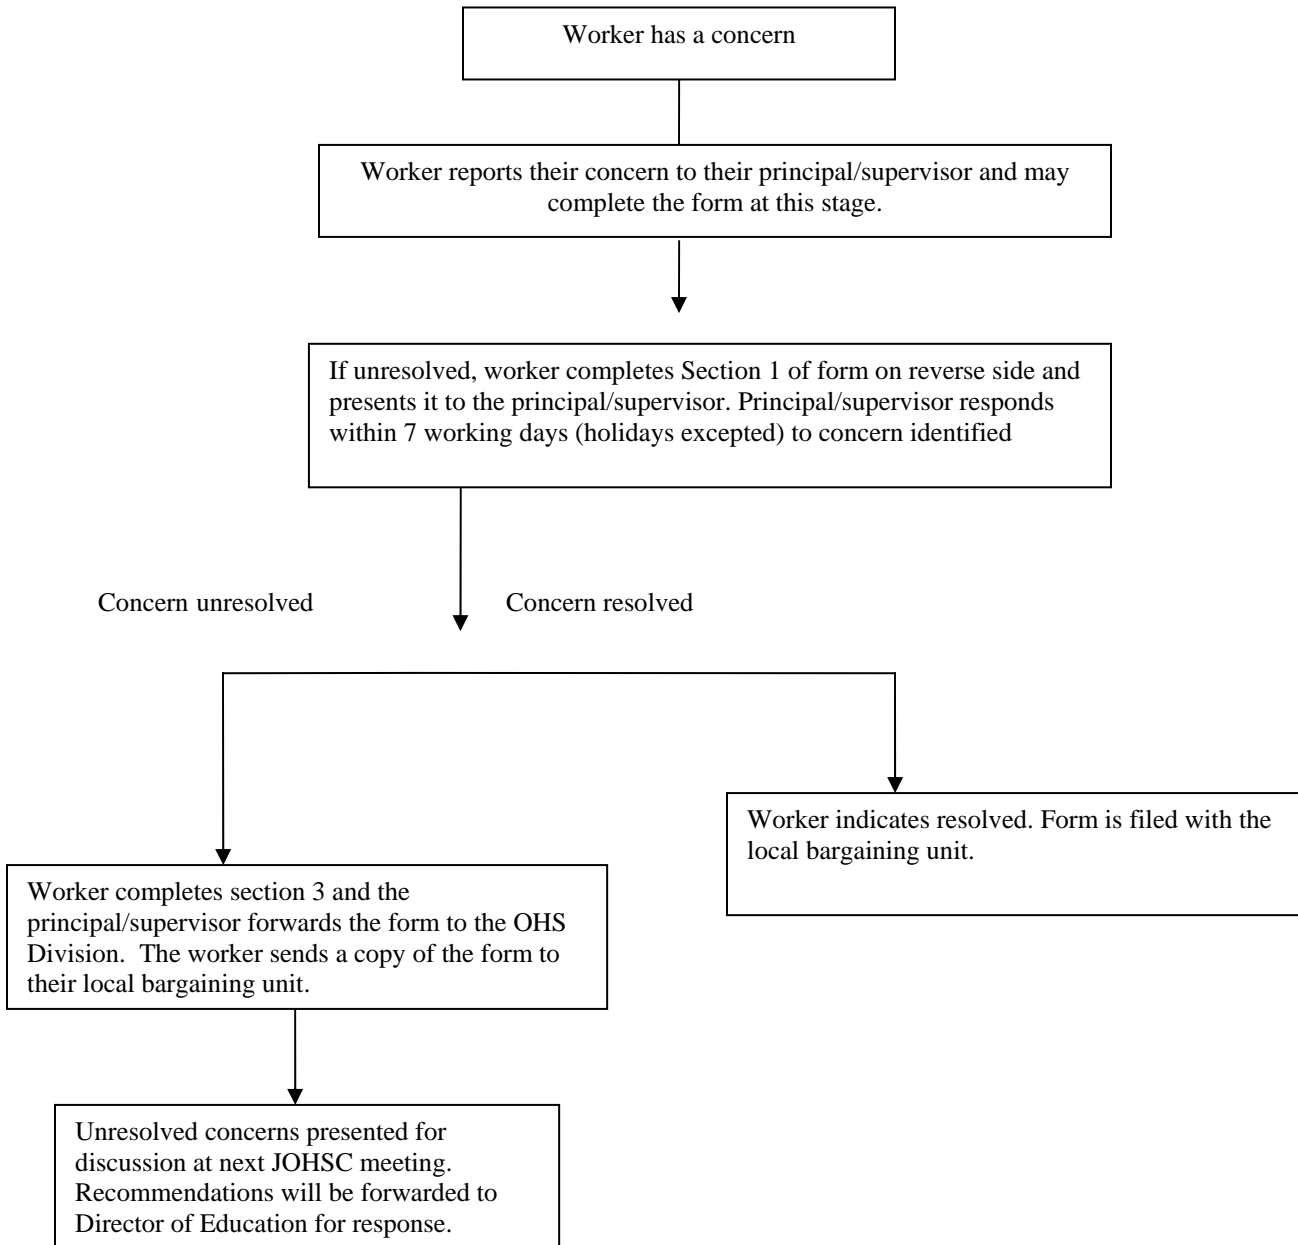 Worker has a concern
Worker reports their concern to their principal/supervisor and may
complete the form at this stage.
If unresolved, worker completes Section 1 of form on reverse side and
presents it to the principal/supervisor. Principal/supervisor responds
within 7 working days (holidays excepted) to concern identified
Concern unresolved
Concern resolved
Worker indicates resolved. Form is filed with the
local bargaining unit.
Worker completes section 3 and the
principal/supervisor forwards the form to the OHS
Division.  The worker sends a copy of the form to
their local bargaining unit.
Unresolved concerns presented for
discussion at next JOHSC meeting.
Recommendations will be forwarded to
Director of Education for response.